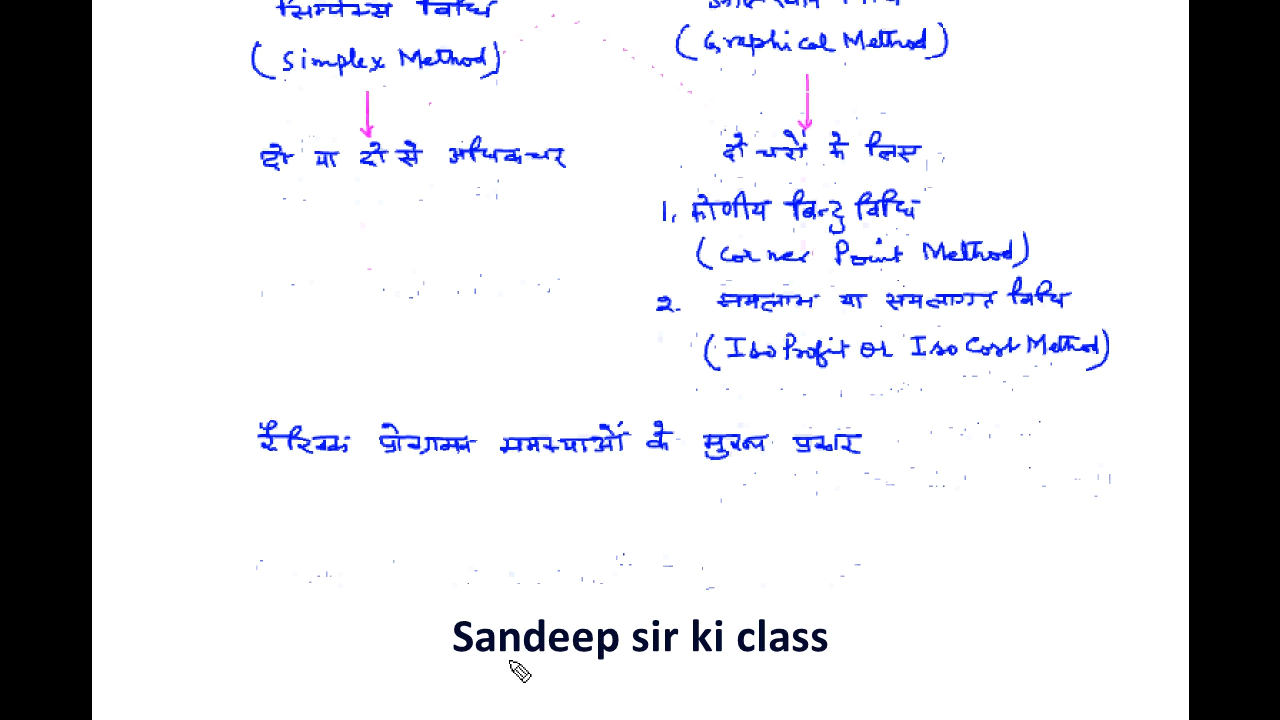 सिम्पेक्स विधि
(Simplex Method)
(Graphical Method)
दो या दो से अधिक चर
दो चरों के लिए
1. कोणीय बिन्दु विधि
(Corner Point Method)
2. समलाभ या समलागत विधि
(Iso Profit or Iso Cost Method)
रैखिक प्रोग्रामन समस्याओं के मुख्य प्रकार
Sandeep sir ki class